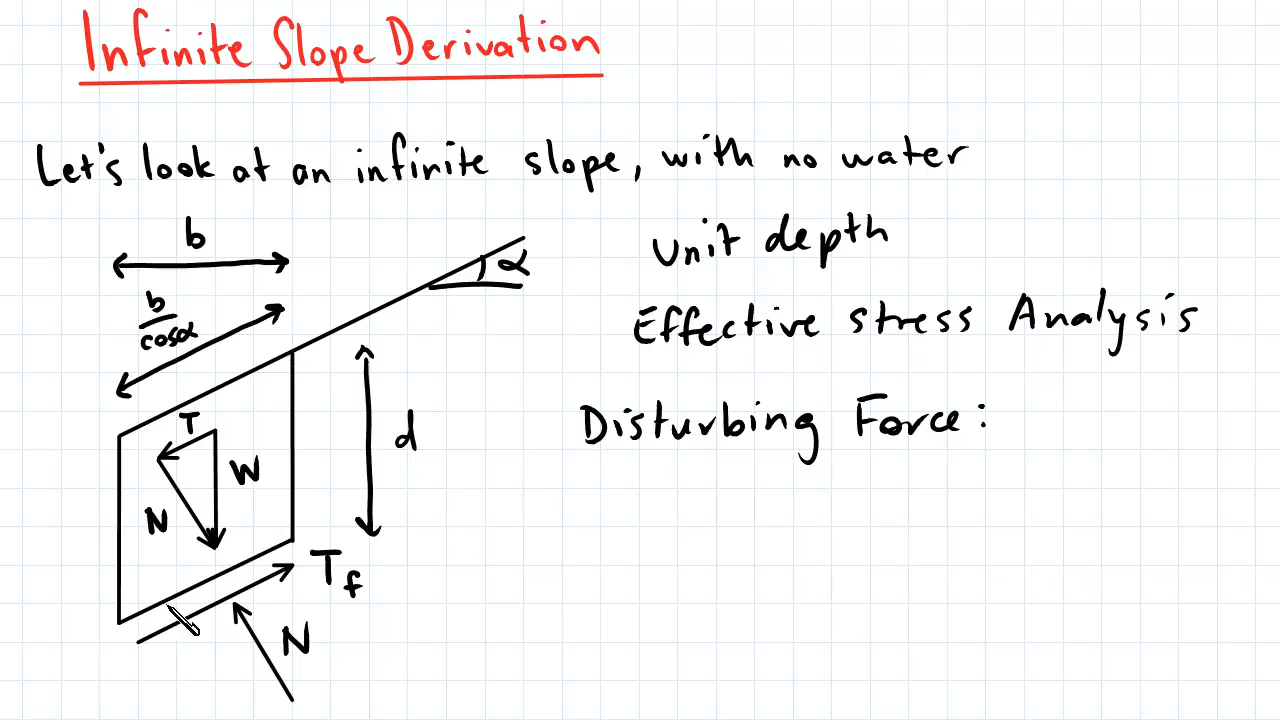 Infinite Slope Derivation
Let's look at an infinite slope, with no water
b
Unit depth
α
b
cosα
Effective stress Analysis
T
Disturbing Force:
d
W
N
Tf
N